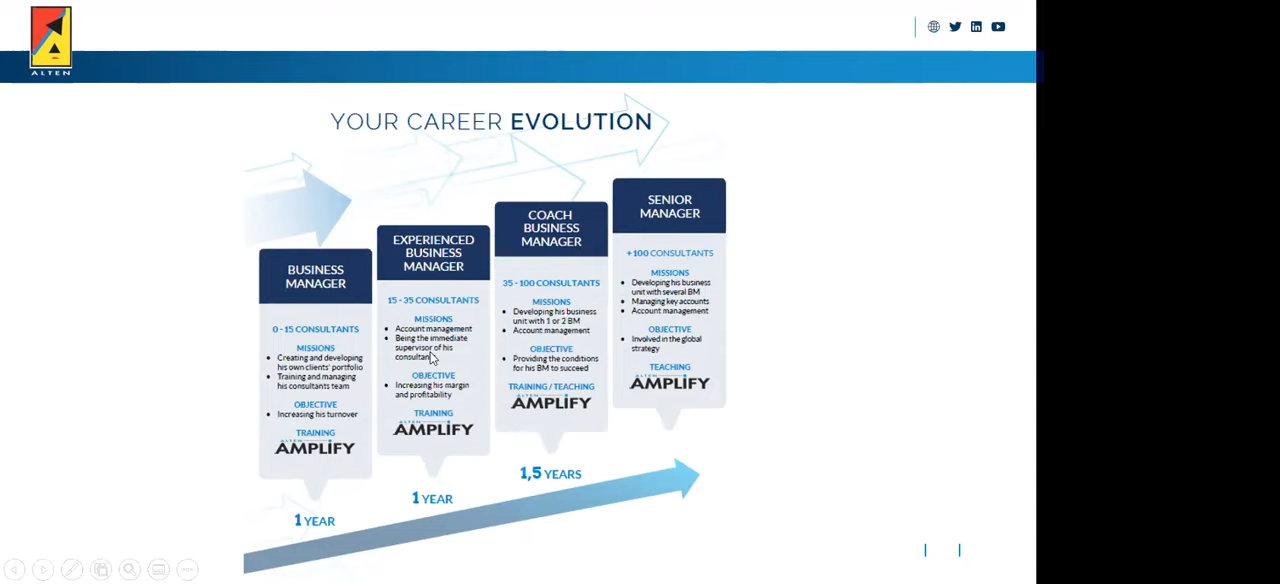 ALTEN
YOUR CAREER EVOLUTION
BUSINESS
MANAGER
0 - 15 CONSULTANTS
MISSIONS
• Creating and developing
his own clients' portfolio
• Training and managing
his consultants team
OBJECTIVE
• Increasing his turnover
TRAINING
ALTEN
AMPLIFY
1 YEAR
EXPERIENCED
BUSINESS
MANAGER
15 - 35 CONSULTANTS
MISSIONS
• Account management
• Being the immediate
supervisor of his
consultant
OBJECTIVE
• Increasing his margin
and profitability
TRAINING
ALTEN
AMPLIFY
1 YEAR
COACH
BUSINESS
MANAGER
35 - 100 CONSULTANTS
MISSIONS
• Developing his business
unit with 1 or 2 BM
• Account management
OBJECTIVE
• Providing the conditions
for his BM to succeed
TRAINING / TEACHING
ALTEN
AMPLIFY
1,5 YEARS
SENIOR
MANAGER
+100 CONSULTANTS
MISSIONS
• Developing his business
unit with several BM
• Managing key accounts
• Account management
OBJECTIVE
• Involved in the global
strategy
TEACHING
ALTEN
AMPLIFY